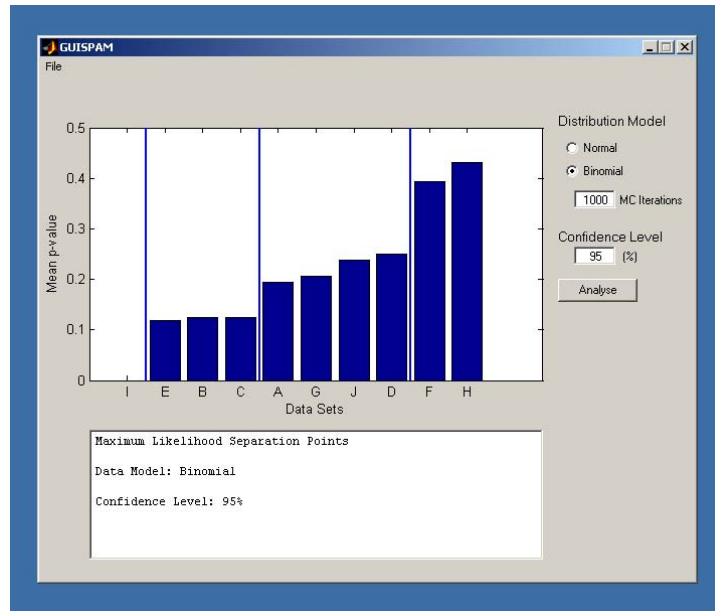 GUISPAM
File
0.5
0.4
0.3
0.2
0.1
0
Mean p-value
I E B C A G J D F H
Data Sets
Distribution Model
Normal
Binomial
1000 MC Iterations
Confidence Level
95 (%)
Analyse
Maximum Likelihood Separation Points
Data Model: Binomial
Confidence Level: 95%